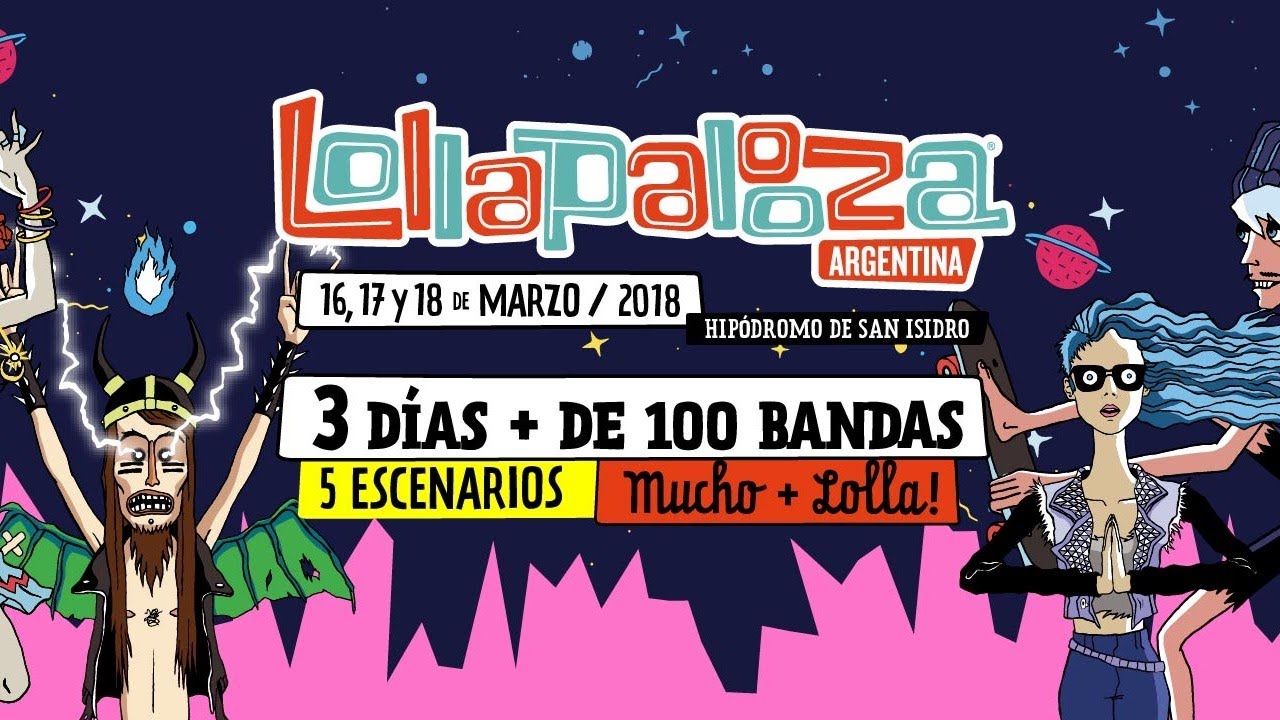 Lollapalooza®
ARGENTINA
16, 17 y 18 DE MARZO / 2018
HIPÓDROMO DE SAN ISIDRO
3 DÍAS + DE 100 BANDAS
5 ESCENARIOS
Mucho + Lolla!